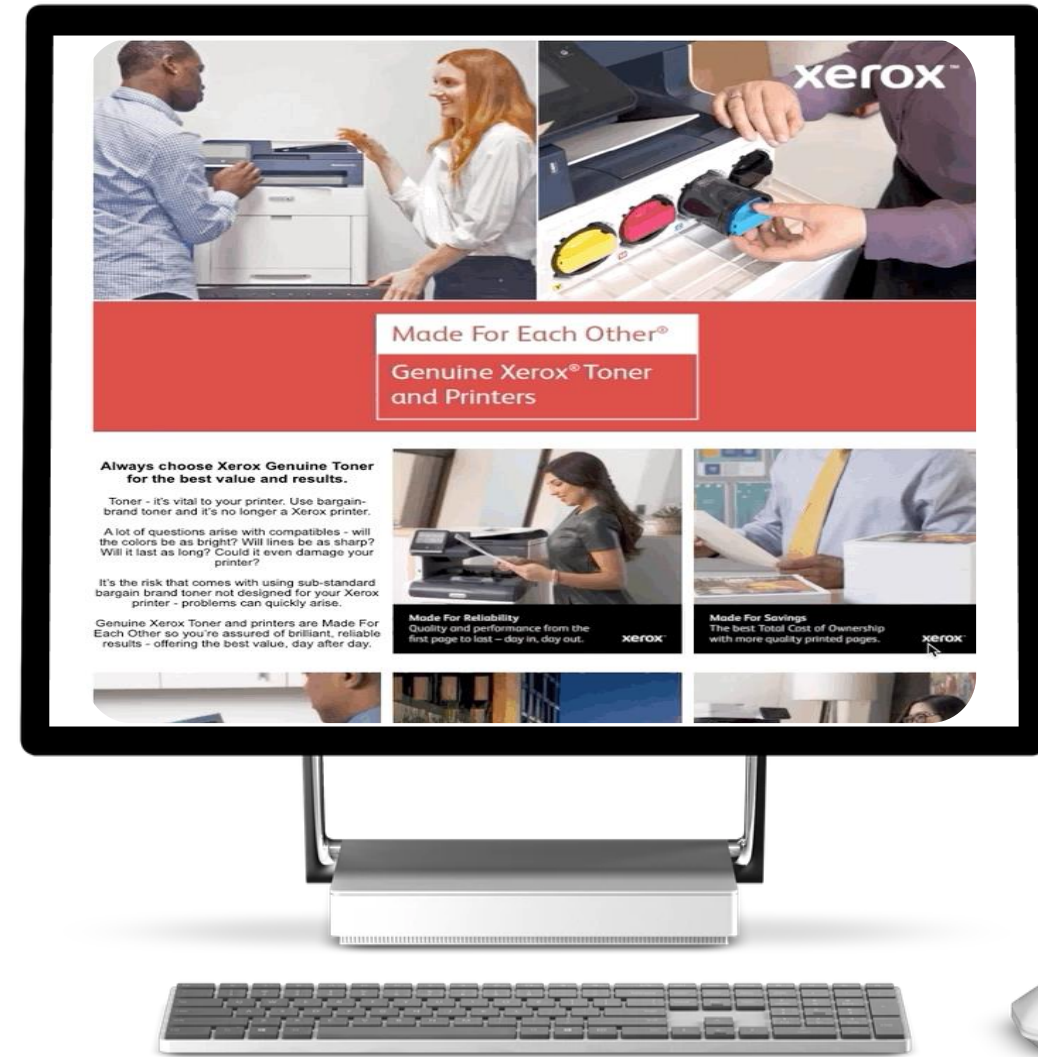 xerox™
Made For Each Other®
Genuine Xerox® Toner
and Printers
Always choose Xerox Genuine Toner
for the best value and results.
Toner - it's vital to your printer. Use bargain-
brand toner and it's no longer a Xerox printer.
A lot of questions arise with compatibles - will
the colors be as bright? Will lines be as sharp?
Will it last as long? Could it even damage your
printer?
It's the risk that comes with using sub-standard
bargain brand toner not designed for your Xerox
printer - problems can quickly arise.
Genuine Xerox Toner and printers are Made For
Each Other so you're assured of brilliant, reliable
results - offering the best value, day after day.
Made For Reliability
Quality and performance from the
first page to last – day in, day out.
xerox™
Made For Savings
The best Total Cost of Ownership
with more quality printed pages.
xerox™